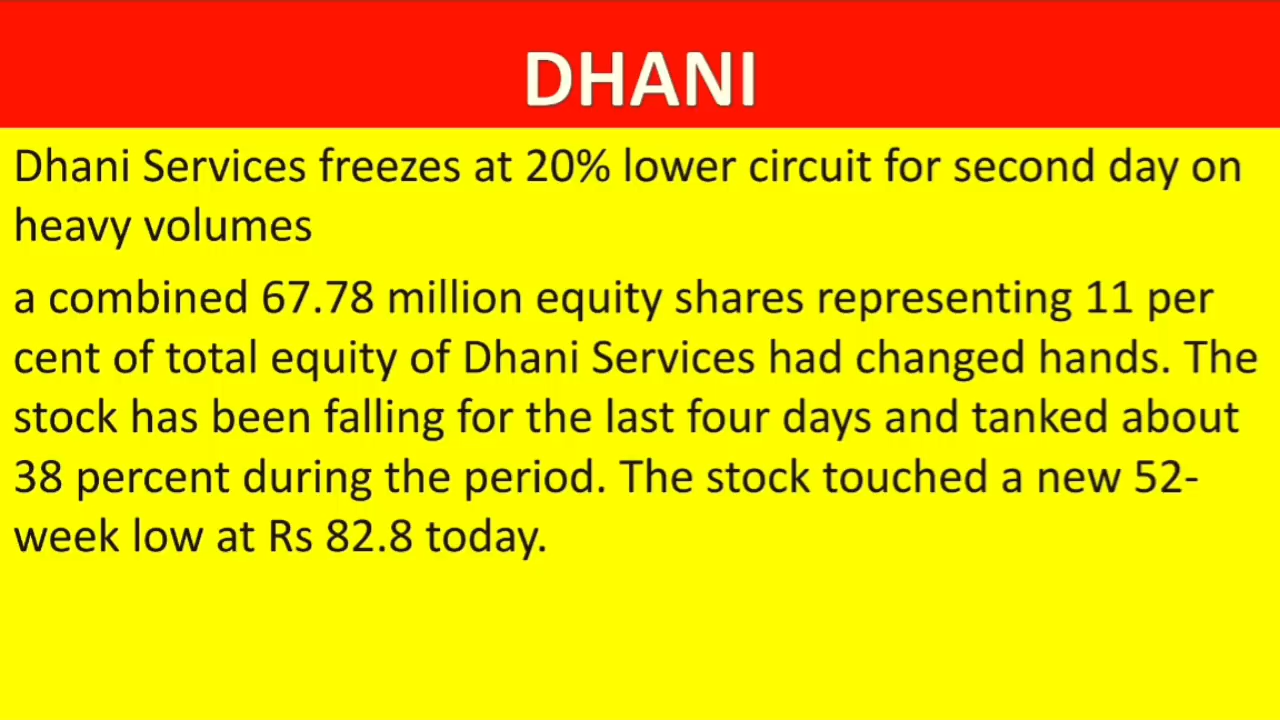 DHANI
Dhani Services freezes at 20% lower circuit for second day on
heavy volumes
a combined 67.78 million equity shares representing 11 per
cent of total equity of Dhani Services had changed hands. The
stock has been falling for the last four days and tanked about
38 percent during the period. The stock touched a new 52-
week low at Rs 82.8 today.